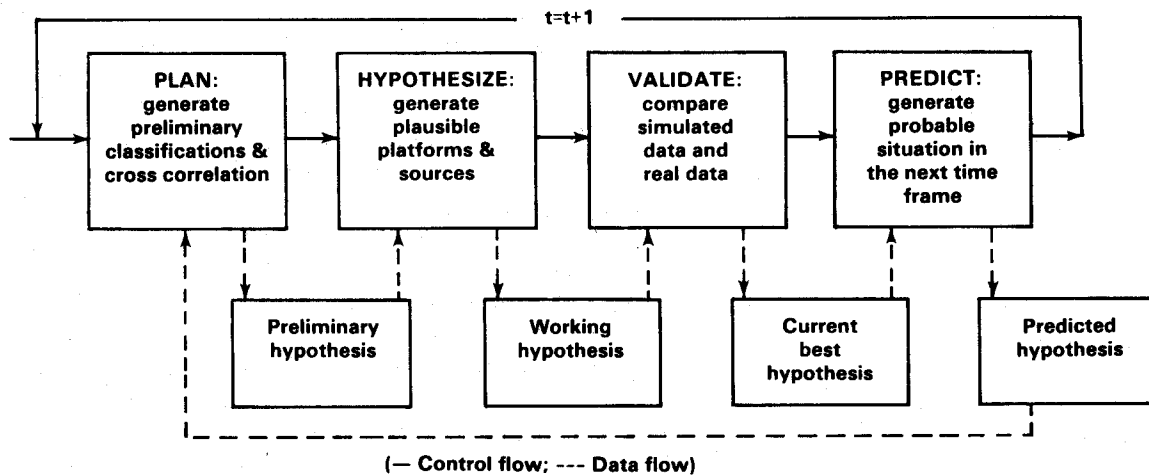 t=t+1
PLAN:
generate
preliminary
classifications &
cross correlation
HYPOTHESIZE:
generate
plausible
platforms &
sources
VALIDATE:
compare
simulated
data and
real data
PREDICT:
generate
probable
situation in
the next time
frame
Preliminary
hypothesis
Working
hypothesis
Current
best
hypothesis
Predicted
hypothesis
(— Control flow; --- Data flow)